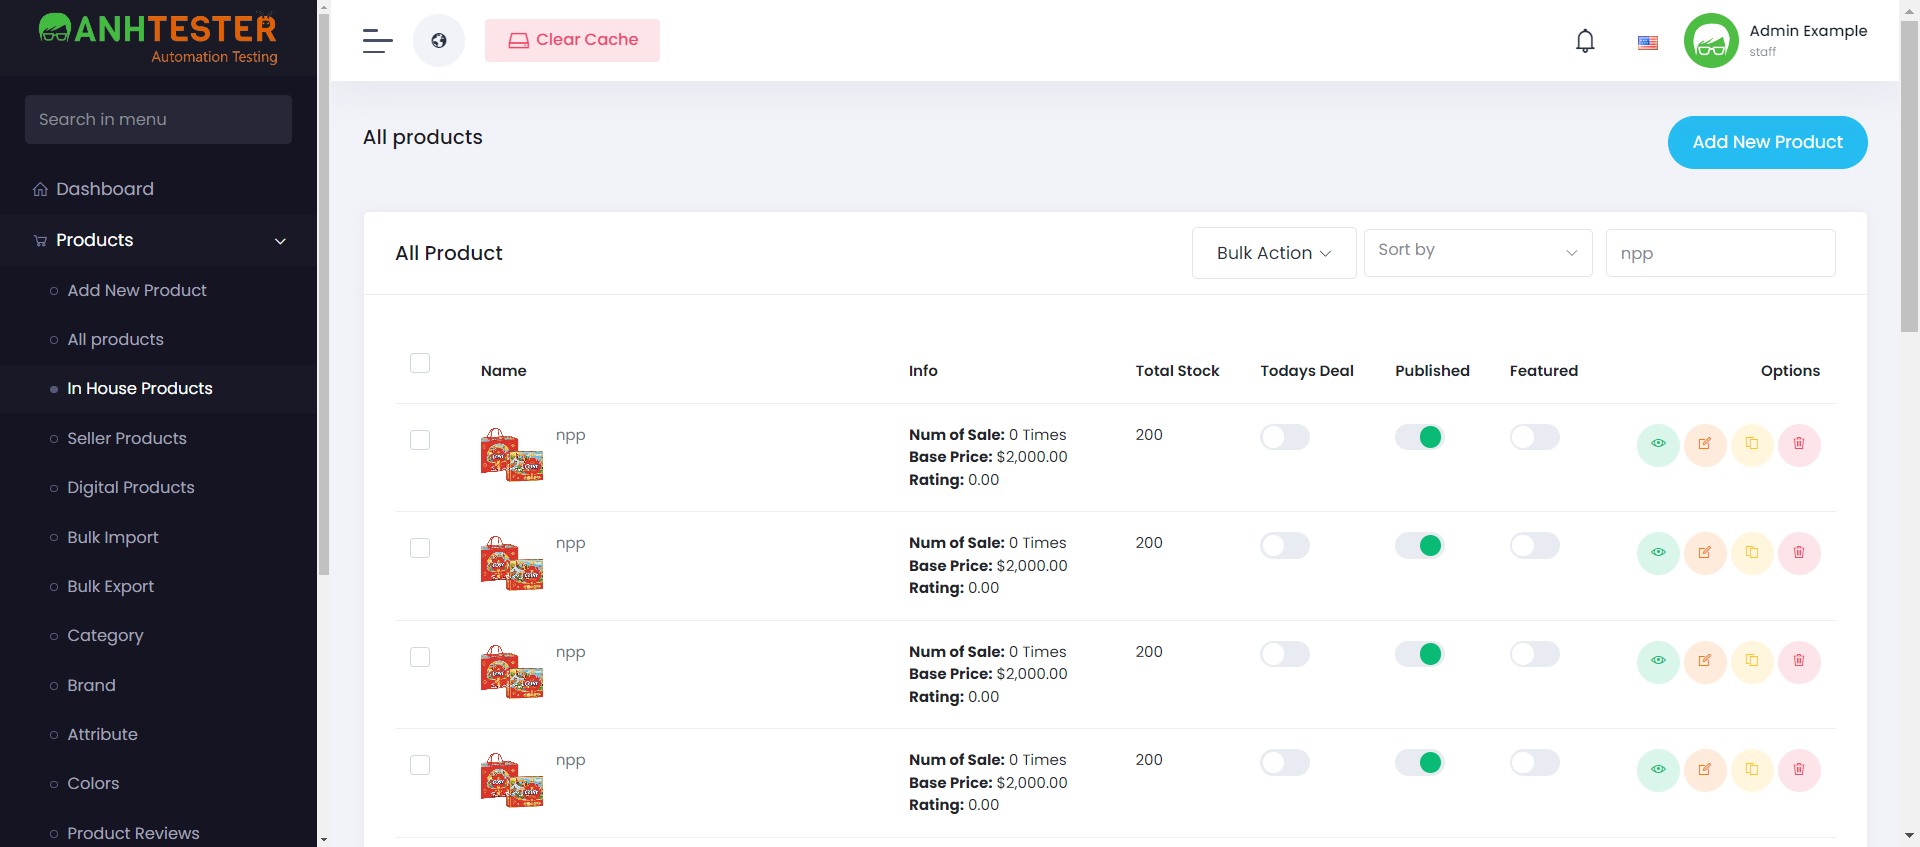 ANHTESTER
Automation Testing
Search in menu
Dashboard
Products
Add New Product
All products
In House Products
Seller Products
Digital Products
Bulk Import
Bulk Export
Category
Brand
Attribute
Colors
Product Reviews
Clear Cache
Admin Example
staff
All products
Add New Product
All Product
Bulk Action
Sort by
npp
Name Info Total Stock Todays Deal Published Featured Options
npp
Num of Sale: 0 Times
Base Price: $2,000.00
Rating: 0.00
200
npp
Num of Sale: 0 Times
Base Price: $2,000.00
Rating: 0.00
200
npp
Num of Sale: 0 Times
Base Price: $2,000.00
Rating: 0.00
200
npp
Num of Sale: 0 Times
Base Price: $2,000.00
Rating: 0.00
200